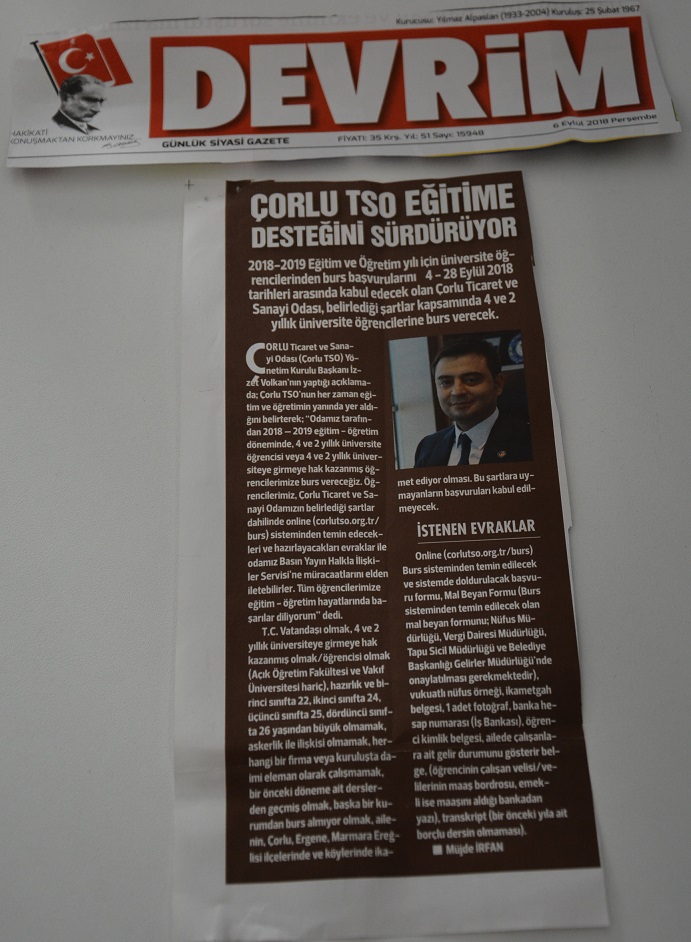 Kurucusu: Yılmaz Alpaslan (1933-2004) Kuruluş: 25 Şubat 1967
DEVRİM
HAKİKATİ
KONUŞMAKTAN KORKMAYINIZ
GÜNLÜK SİYASİ GAZETE
FİYATI: 35 Krş. Yıl: 51 Sayı: 15948
6 Eylül 2018 Perşembe
ÇORLU TSO EĞİTİME
DESTEĞİNİ SÜRDÜRÜYOR
2018-2019 Eğitim ve Öğretim yılı için üniversite öğ-
rencilerinden burs başvurularını 4 - 28 Eylül 2018
tarihleri arasında kabul edecek olan Çorlu Ticaret ve
Sanayi Odası, belirlediği şartlar kapsamında 4 ve 2
yıllık üniversite öğrencilerine burs verecek.
ÇORLU Ticaret ve Sana-
yi Odası (Çorlu TSO) Yö-
netim Kurulu Başkanı İz-
zet Volkan'nın yaptığı açıklama-
da; Çorlu TSO'nun her zaman eği-
tim ve öğretimin yanında yer aldı-
ğını belirterek; "Odamız tarafın-
dan 2018 — 2019 eğitim – öğretim
döneminde, 4 ve 2 yıllık üniversite
öğrencisi veya 4 ve 2 yıllık üniver-
siteye girmeye hak kazanmış öğ-
rencilerimize burs vereceğiz. Öğ-
rencilerimiz, Çorlu Ticaret ve Sa-
nayi Odamızın belirlediği şartlar
dahilinde online (corlutso.org.tr/
burs) sisteminden temin edecek-
leri ve hazırlayacakları evraklar ile
odamız Basın Yayın Halkla İlişki-
ler Servisi'ne müracaatlarını elden
iletebilirler. Tüm öğrencilerimize
eğitim – öğretim hayatlarında ba-
şarılar diliyorum" dedi.
T.C. Vatandaşı olmak, 4 ve 2
yıllık üniversiteye girmeye hak
kazanmış olmak/öğrencisi olmak
(Açık Öğretim Fakültesi ve Vakıf
Üniversitesi hariç), hazırlık ve bi-
rinci sınıfta 22, ikinci sınıfta 24,
üçüncü sınıfta 25, dördüncü sınıf-
ta 26 yaşından büyük olmamak,
askerlik ile ilişkisi olmamak, her-
hangi bir firma veya kuruluşta da-
imi eleman olarak çalışmamak,
bir önceki döneme ait dersler-
den geçmiş olmak, başka bir ku-
rumdan burs almıyor olmak, aile-
nin, Çorlu, Ergene, Marmara Ereğ-
lisi ilçelerinde ve köylerinde ika-
met ediyor olması. Bu şartlara uy-
mayanların başvuruları kabul edil-
meyecek.
İSTENEN EVRAKLAR
Online (corlutso.org.tr/burs)
Burs sisteminden temin edilecek
ve sistemde doldurulacak başvu-
ru formu, Mal Beyan Formu (Burs
sisteminden temin edilecek olan
mal beyan formunu; Nüfus Mü-
dürlüğü, Vergi Dairesi Müdürlüğü,
Tapu Sicil Müdürlüğü ve Belediye
Başkanlığı Gelirler Müdürlüğü'nde
onaylatılması gerekmektedir),
vukuatlı nüfus örneği, ikametgah
belgesi, 1 adet fotoğraf, banka he-
sap numarası (İş Bankası), öğren-
ci kimlik belgesi, ailede çalışanla-
ra ait gelir durumunu gösterir bel-
ge, (öğrencinin çalışan velisi/ve-
lilerinin maaş bordrosu, emek-
li ise maaşını aldığı bankadan
yazı), transkript (bir önceki yıla ait
borçlu dersin olmaması).
■ Müjde İRFAN